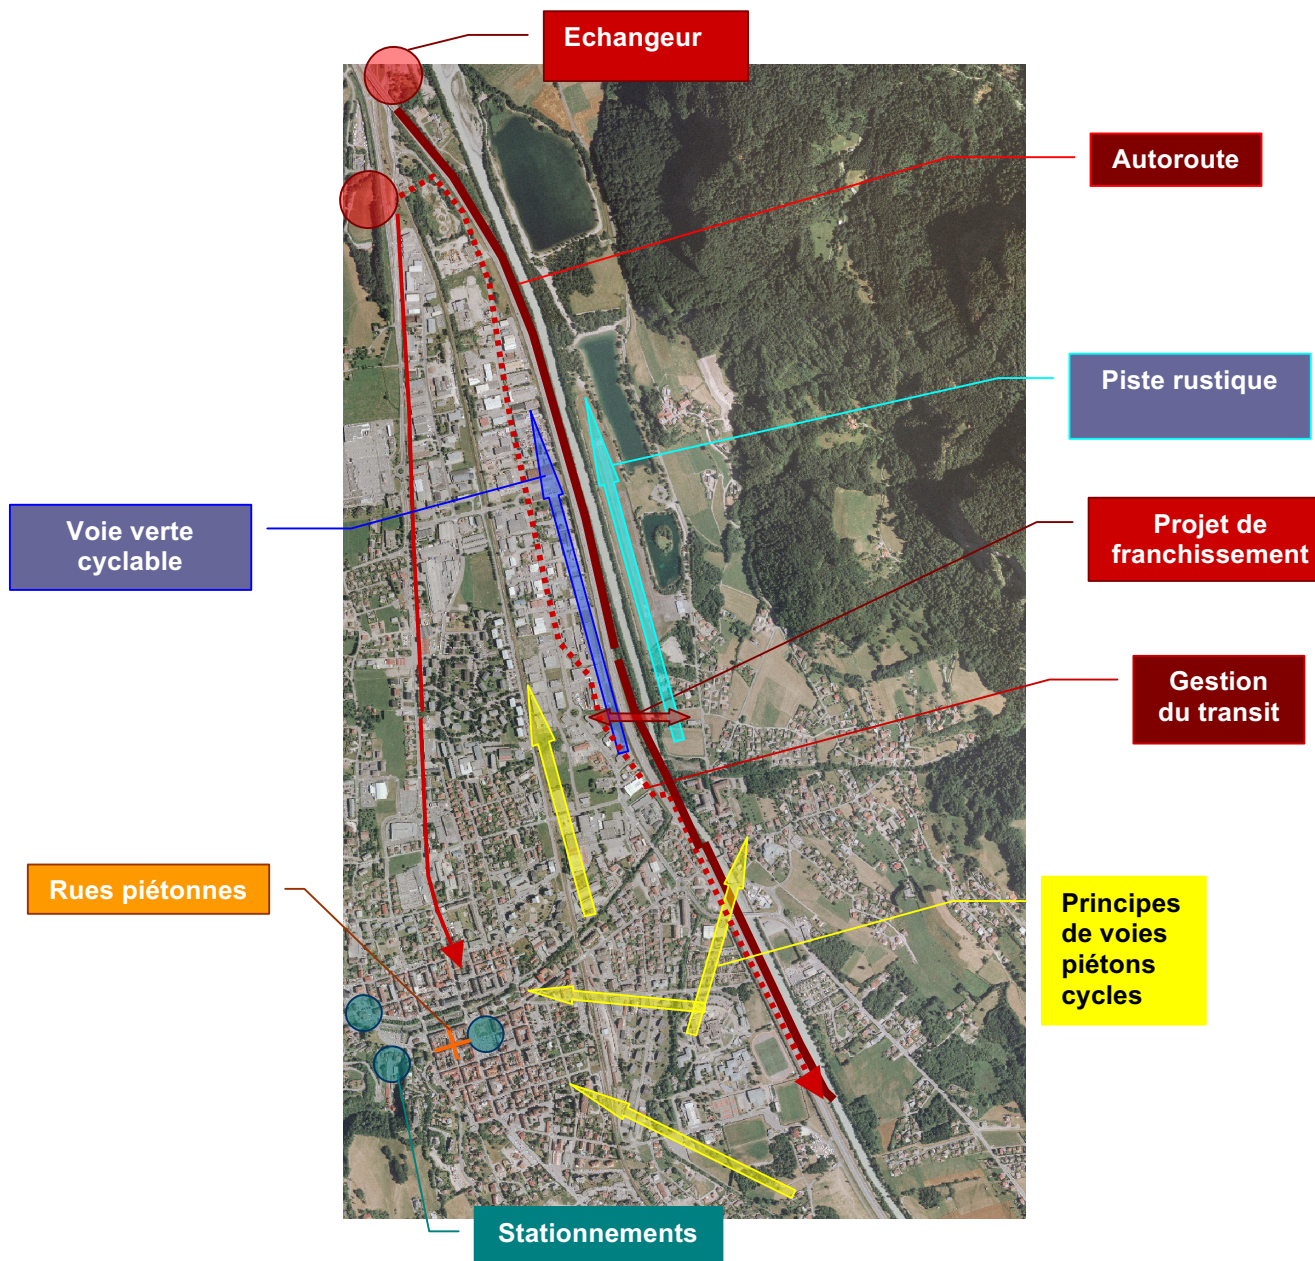 Echangeur
Autoroute
Piste rustique
Voie verte
cyclable
Projet de
franchissement
Gestion
du transit
Rues piétonnes
Principes
de voies
piétons
cycles
Stationnements